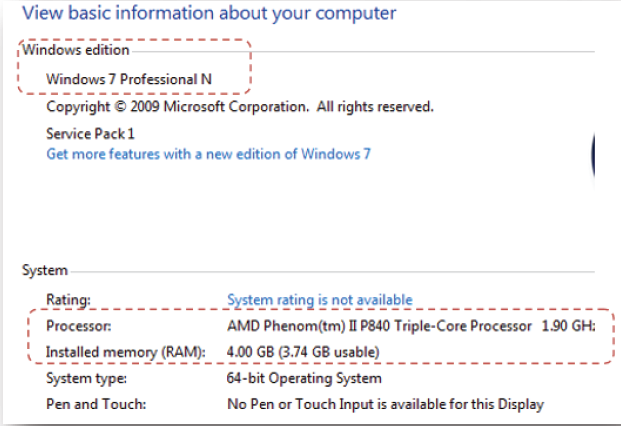 View basic information about your computer
Windows edition
Windows 7 Professional N
Copyright © 2009 Microsoft Corporation. All rights reserved.
Service Pack 1
Get more features with a new edition of Windows 7
System
Rating: System rating is not available
Processor: AMD Phenom(tm) II P840 Triple-Core Processor 1.90 GHz
Installed memory (RAM): 4.00 GB (3.74 GB usable)
System type: 64-bit Operating System
Pen and Touch: No Pen or Touch Input is available for this Display